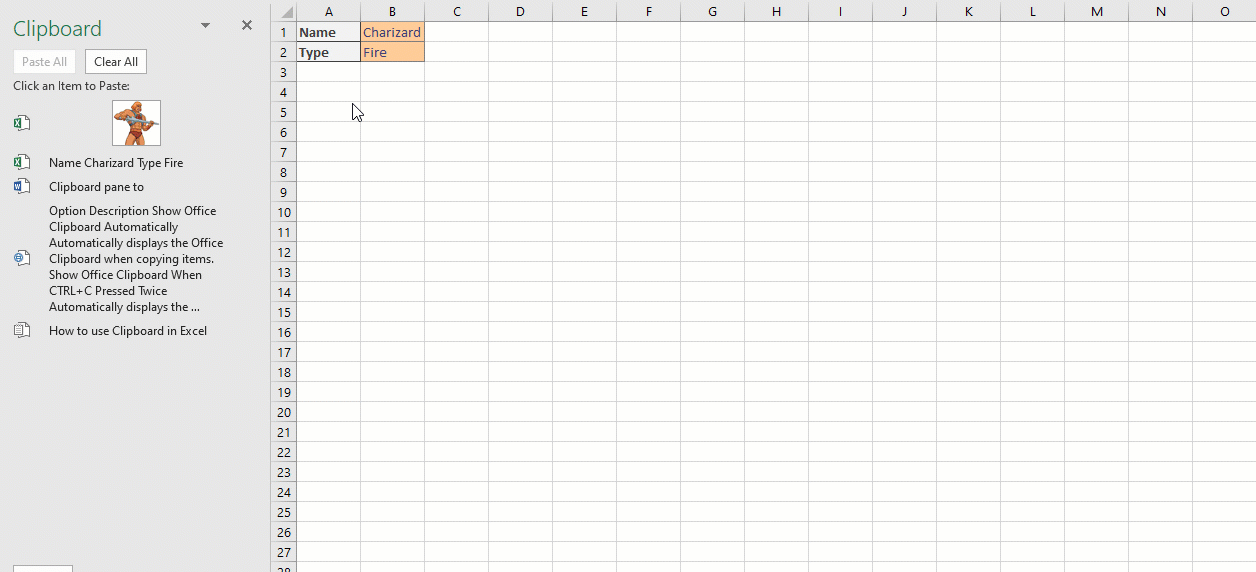 Clipboard
Paste All Clear All
Click an Item to Paste:
Name Charizard Type Fire
Clipboard pane to
Option Description Show Office
Clipboard Automatically
Automatically displays the Office
Clipboard when copying items.
Show Office Clipboard When
CTRL+C Pressed Twice
Automatically displays the ...
How to use Clipboard in Excel
A B C D E F G H I J K L M N O
1 Name Charizard
2 Type Fire
3
4
5
6
7
8
9
10
11
12
13
14
15
16
17
18
19
20
21
22
23
24
25
26
27
28